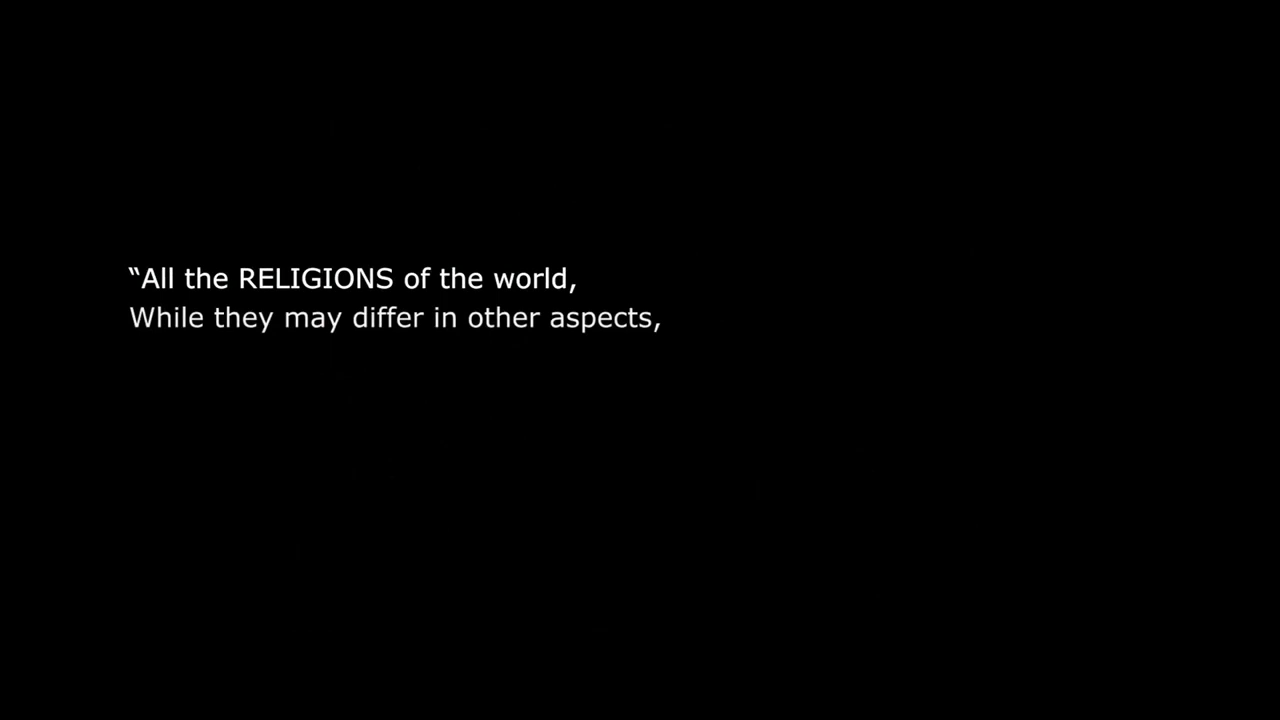 “All the RELIGIONS of the world,
While they may differ in other aspects,